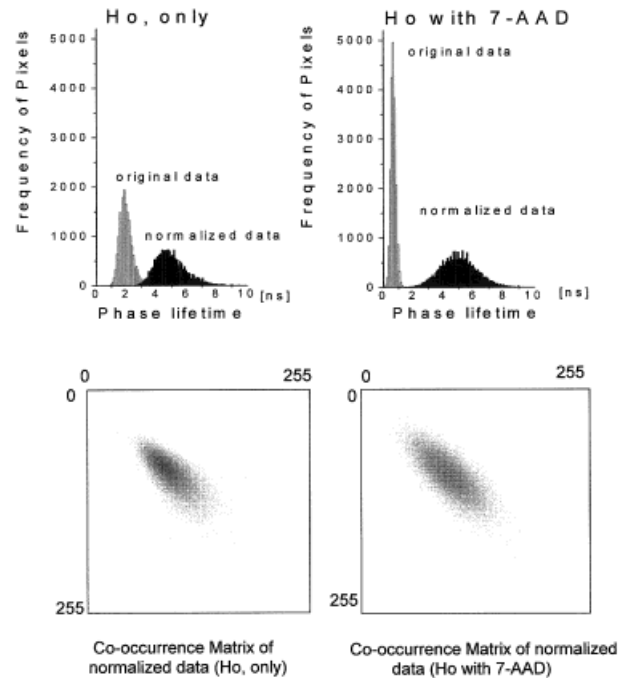 Ho, only
Frequency of Pixels
5000
4000
3000
2000
1000
0
original data
normalized data
0 2 4 6 8 10 [ns]
Phase lifetime
Ho with 7-AAD
Frequency of Pixels
5000
4000
3000
2000
1000
0
original data
normalized data
0 2 4 6 8 10 [ns]
Phase lifetime
0 255
0
255
Co-occurrence Matrix of
normalized data (Ho, only)
0 255
0
255
Co-occurrence Matrix of normalized
data (Ho with 7-AAD)